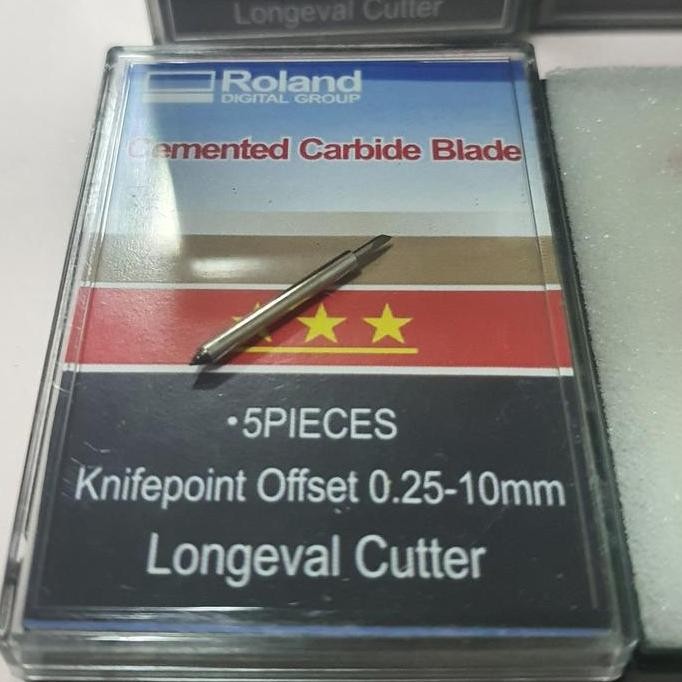 Longeval Cutter
Roland
DIGITAL GROUP
Cemented Carbide Blade
•5PIECES
Knifepoint Offset 0.25-10mm
Longeval Cutter